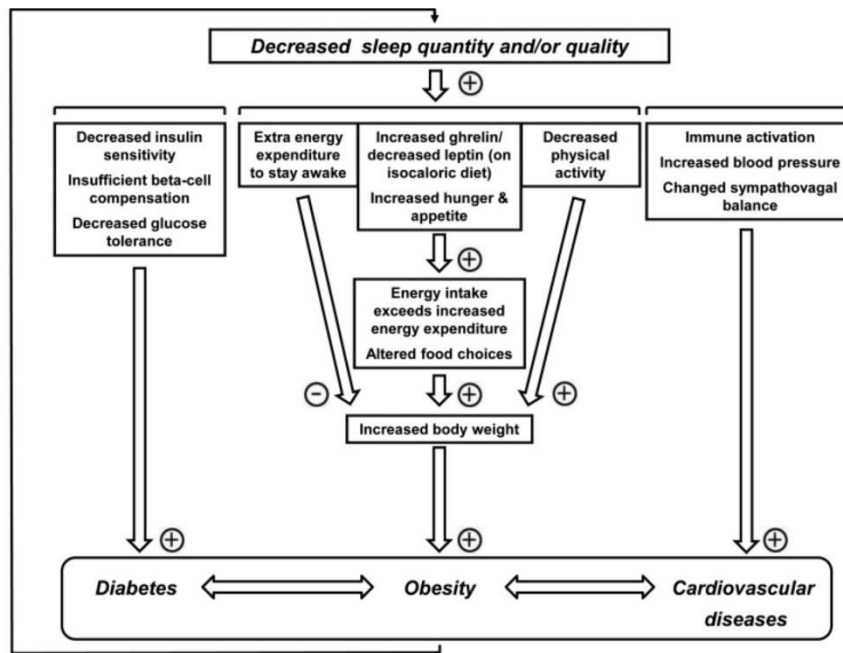 Decreased sleep quantity and/or quality
+
Decreased insulin
sensitivity
Insufficient beta-cell
compensation
Decreased glucose
tolerance
Extra energy
expenditure
to stay awake
Increased ghrelin/
decreased leptin (on
isocaloric diet)
Increased hunger &
appetite
Decreased
physical
activity
Immune activation
Increased blood pressure
Changed sympathovagal
balance
+
Energy intake
exceeds increased
energy expenditure
Altered food choices
−
+
+
Increased body weight
+
+
+
Diabetes
Obesity
Cardiovascular
diseases